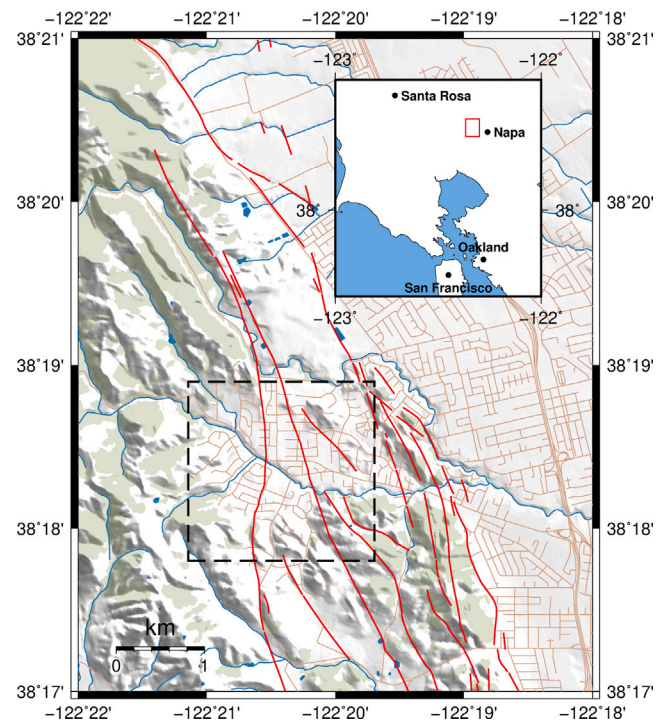 −122˚22' −122˚21' −122˚20' −122˚19' −122˚18'
38˚21' 38˚21'
−123˚ −122˚
Santa Rosa
Napa
38˚20' 38˚20'
38˚ 38˚
Oakland
San Francisco
−123˚ −122˚
38˚19' 38˚19'
38˚18' 38˚18'
km
0 1
38˚17' 38˚17'
−122˚22' −122˚21' −122˚20' −122˚19' −122˚18'